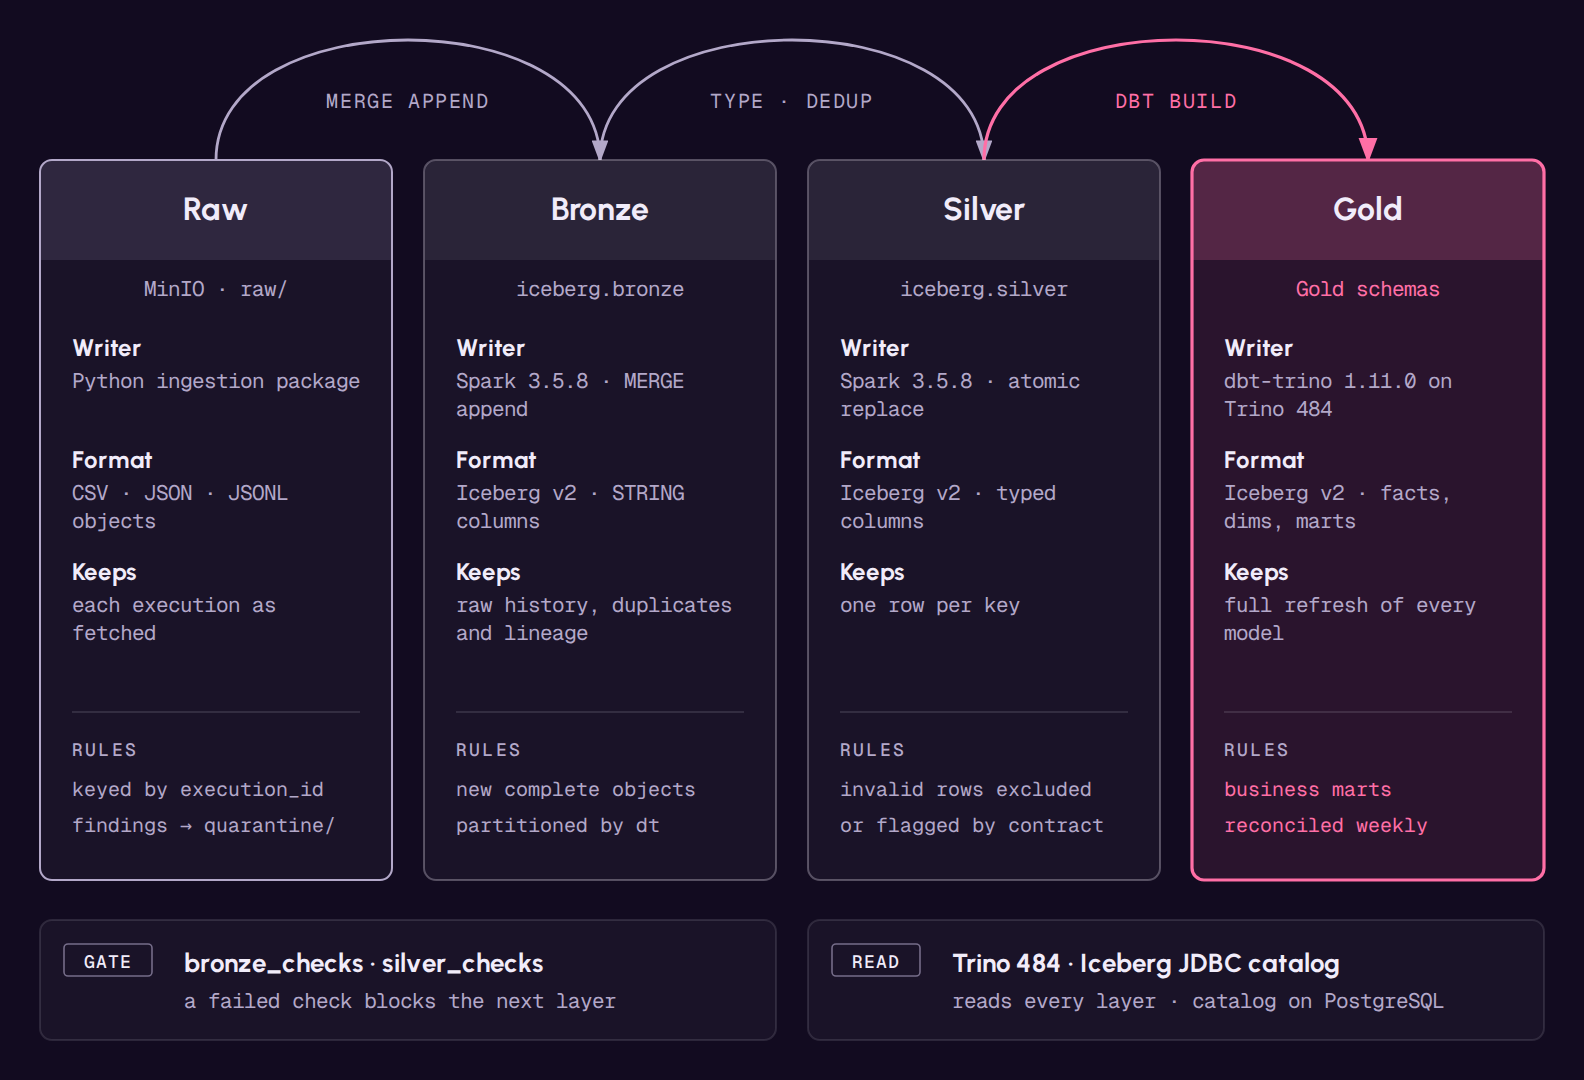 MERGE APPEND
TYPE · DEDUP
DBT BUILD
Raw
MinIO · raw/
Writer
Python ingestion package
Format
CSV · JSON · JSONL
objects
Keeps
each execution as
fetched
RULES
keyed by execution_id
findings → quarantine/
Bronze
iceberg.bronze
Writer
Spark 3.5.8 · MERGE
append
Format
Iceberg v2 · STRING
columns
Keeps
raw history, duplicates
and lineage
RULES
new complete objects
partitioned by dt
Silver
iceberg.silver
Writer
Spark 3.5.8 · atomic
replace
Format
Iceberg v2 · typed
columns
Keeps
one row per key
RULES
invalid rows excluded
or flagged by contract
Gold
Gold schemas
Writer
dbt-trino 1.11.0 on
Trino 484
Format
Iceberg v2 · facts,
dims, marts
Keeps
full refresh of every
model
RULES
business marts
reconciled weekly
GATE
bronze_checks · silver_checks
a failed check blocks the next layer
READ
Trino 484 · Iceberg JDBC catalog
reads every layer · catalog on PostgreSQL